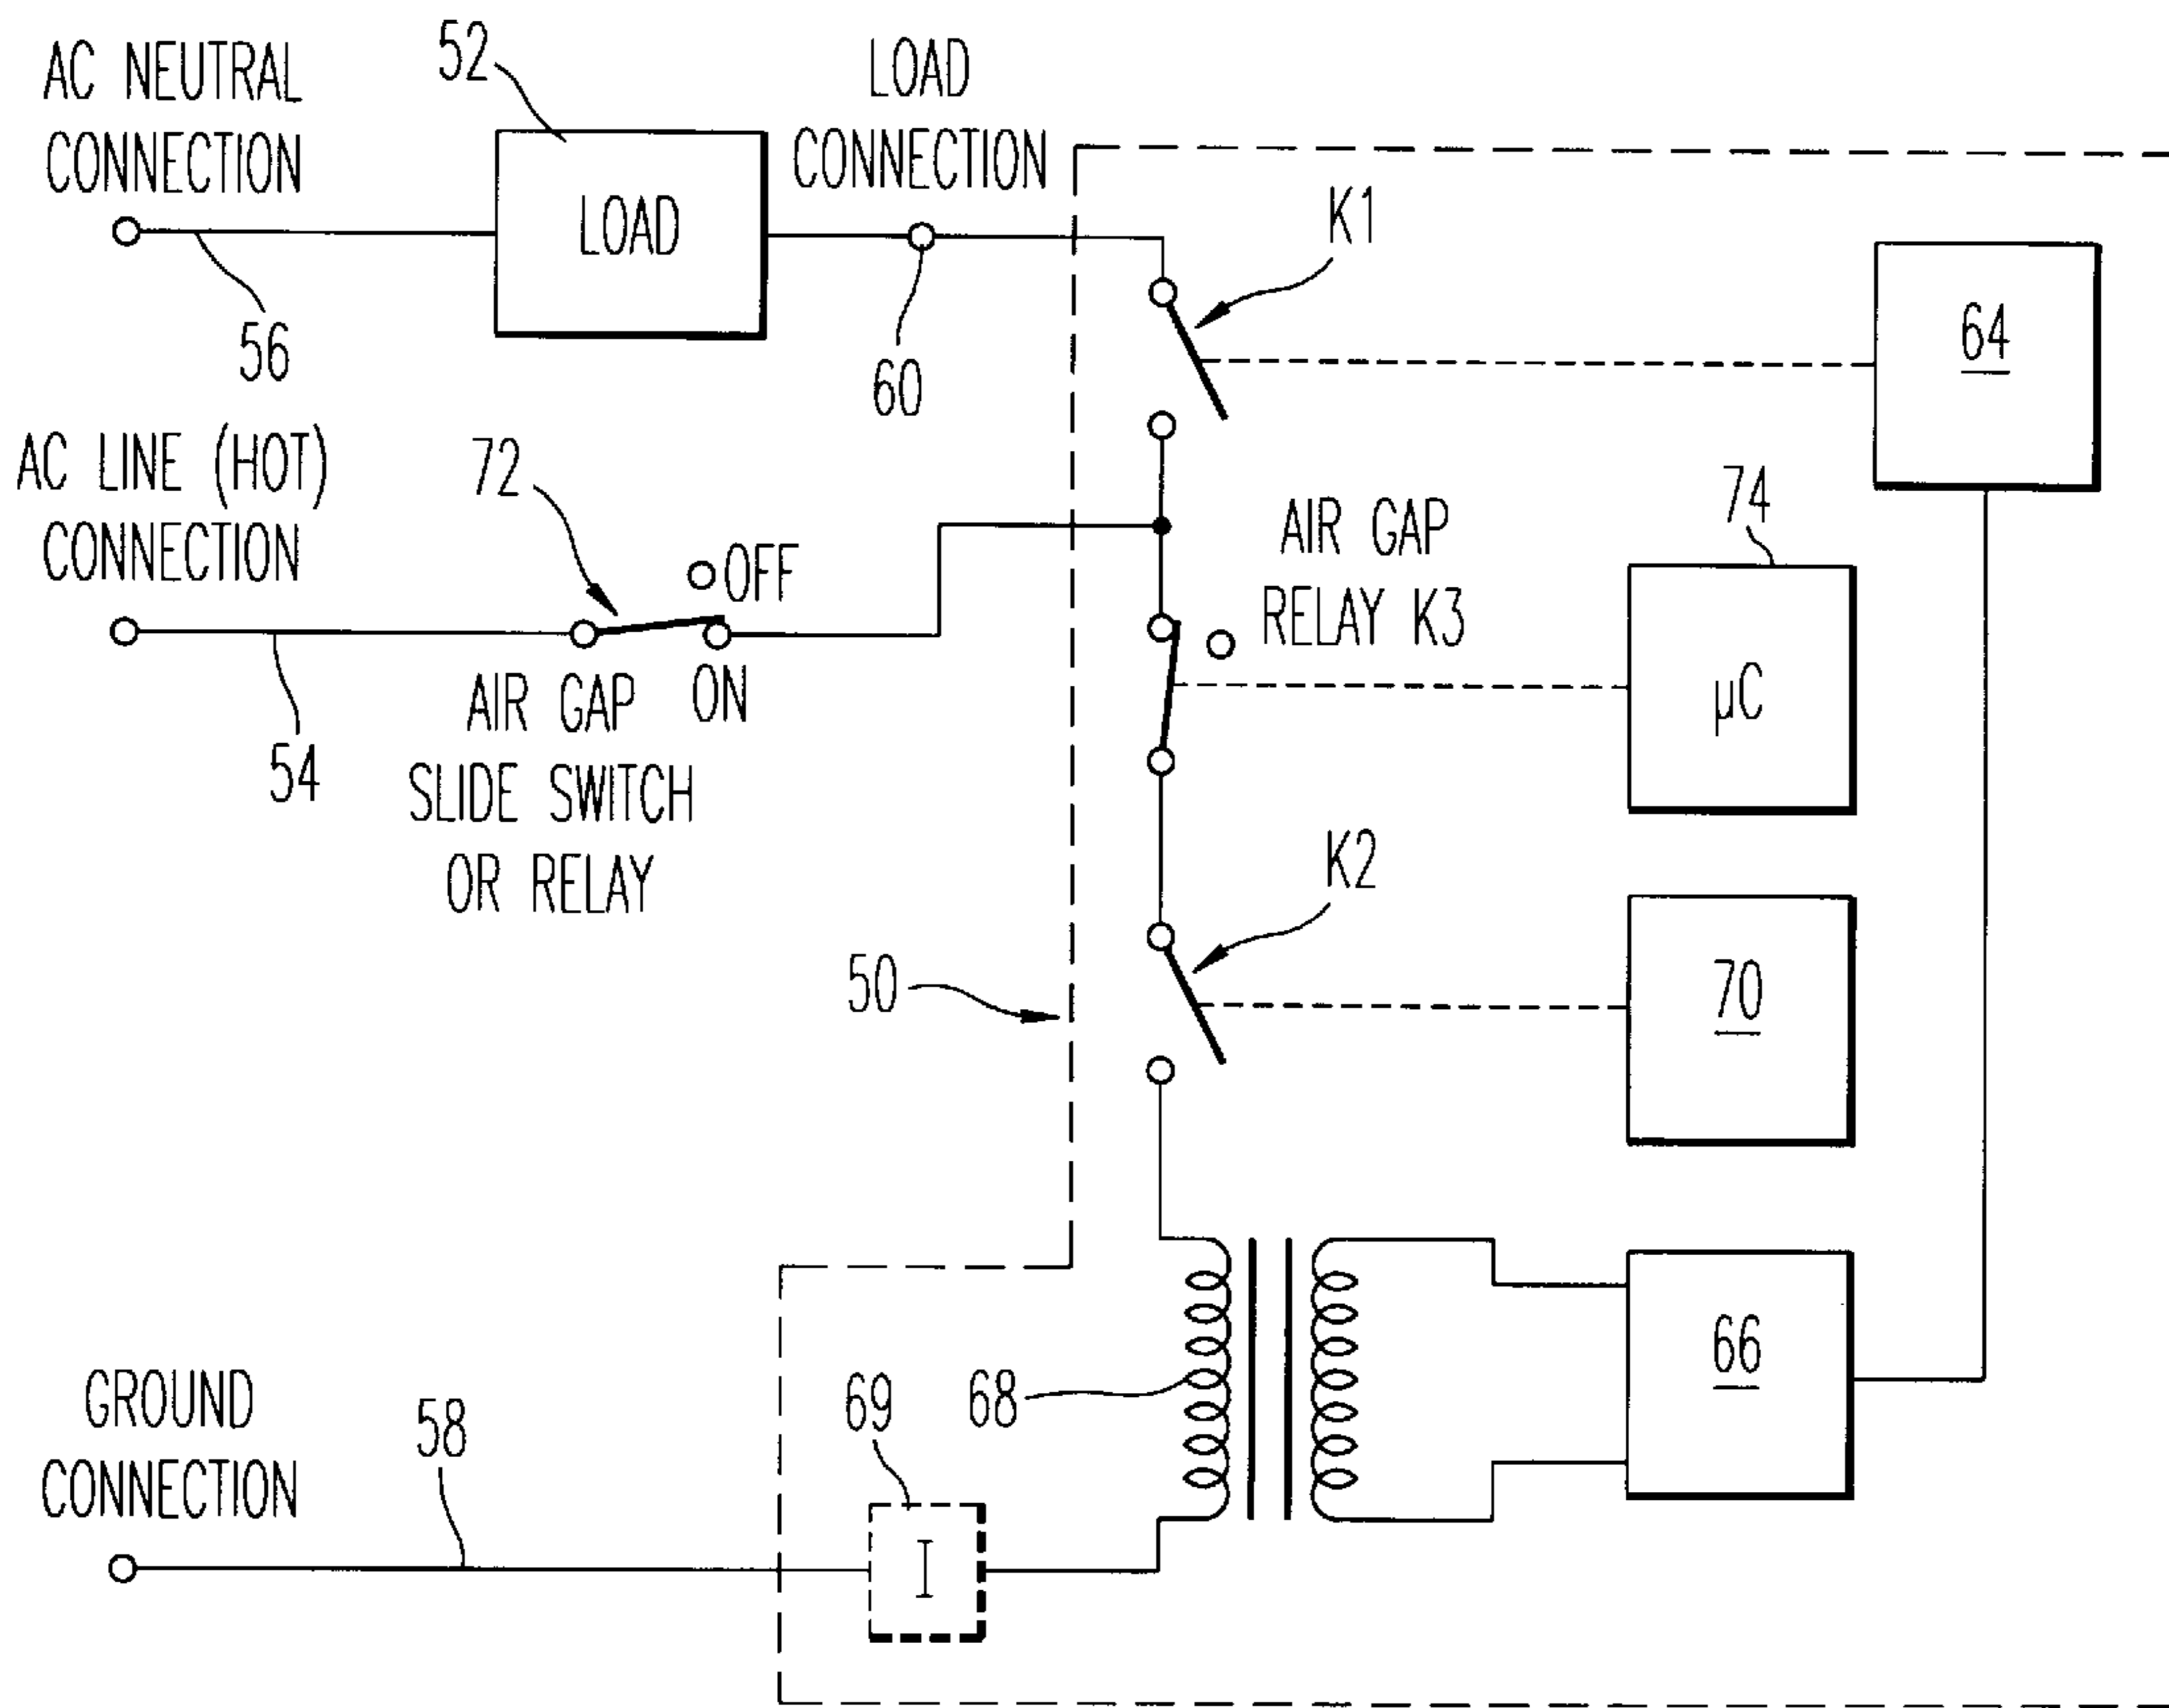 AC NEUTRAL
CONNECTION
52
LOAD
CONNECTION
LOAD
K1
64
56
60
AC LINE (HOT)
CONNECTION
72
OFF
ON
AIR GAP
RELAY K3
74
µC
54
AIR GAP
SLIDE SWITCH
OR RELAY
K2
50
70
66
68
69
I
GROUND
CONNECTION
58